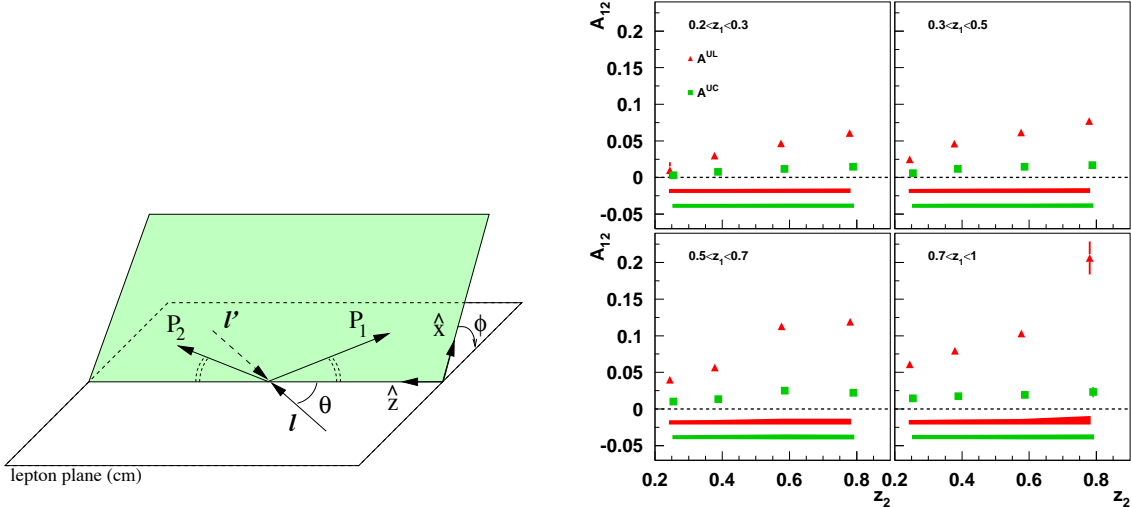 P₂
l'
P₁
x̂
ϕ
ẑ
θ
l
lepton plane (cm)
A₁₂
0.2<z₁<0.3
0.3<z₁<0.5
A^UL
A^UC
0.2
0.15
0.1
0.05
0
-0.05
A₁₂
0.5<z₁<0.7
0.7<z₁<1
0.2
0.15
0.1
0.05
0
-0.05
0.2 0.4 0.6 0.8 0.2 0.4 0.6 0.8
z₂ z₂